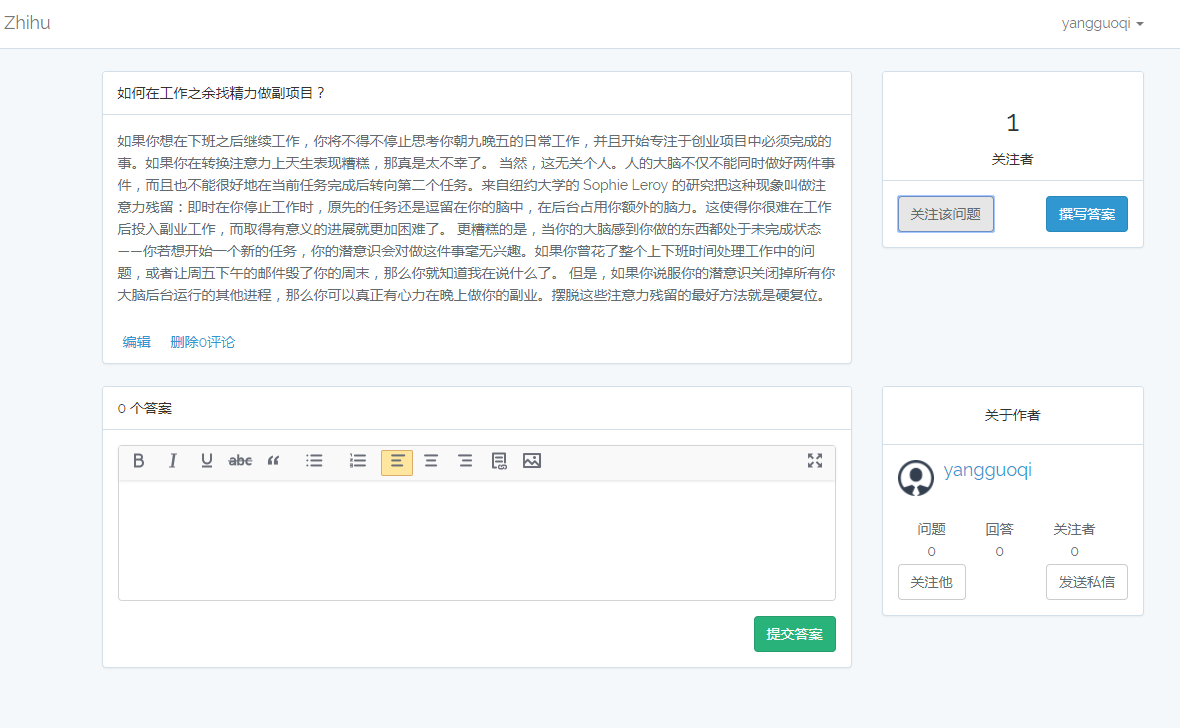 Zhihu
yangguoqi
如何在工作之余找精力做副项目？
如果你想在下班之后继续工作，你将不得不停止思考你朝九晚五的日常工作，并且开始专注于创业项目中必须完成的
事。如果你在转换注意力上天生表现糟糕，那真是太不幸了。 当然，这无关个人。人的大脑不仅不能同时做好两件事
件，而且也不能很好地在当前任务完成后转向第二个任务。来自纽约大学的 Sophie Leroy 的研究把这种现象叫做注
意力残留：即时在你停止工作时，原先的任务还是逗留在你的脑中，在后台占用你额外的脑力。这使得你很难在工作
后投入副业工作，而取得有意义的进展就更加困难了。 更糟糕的是，当你的大脑感到你做的东西都处于未完成状态
——你若想开始一个新的任务，你的潜意识会对做这件事毫无兴趣。如果你曾花了整个上下班时间处理工作中的问
题，或者让周五下午的邮件毁了你的周末，那么你就知道我在说什么了。 但是，如果你说服你的潜意识关闭掉所有你
大脑后台运行的其他进程，那么你可以真正有心力在晚上做你的副业。摆脱这些注意力残留的最好方法就是硬复位。
编辑 删除0评论
1
关注者
关注该问题 撰写答案
0 个答案
B I U abc “
提交答案
关于作者
yangguoqi
问题 回答 关注者
0 0 0
关注他 发送私信